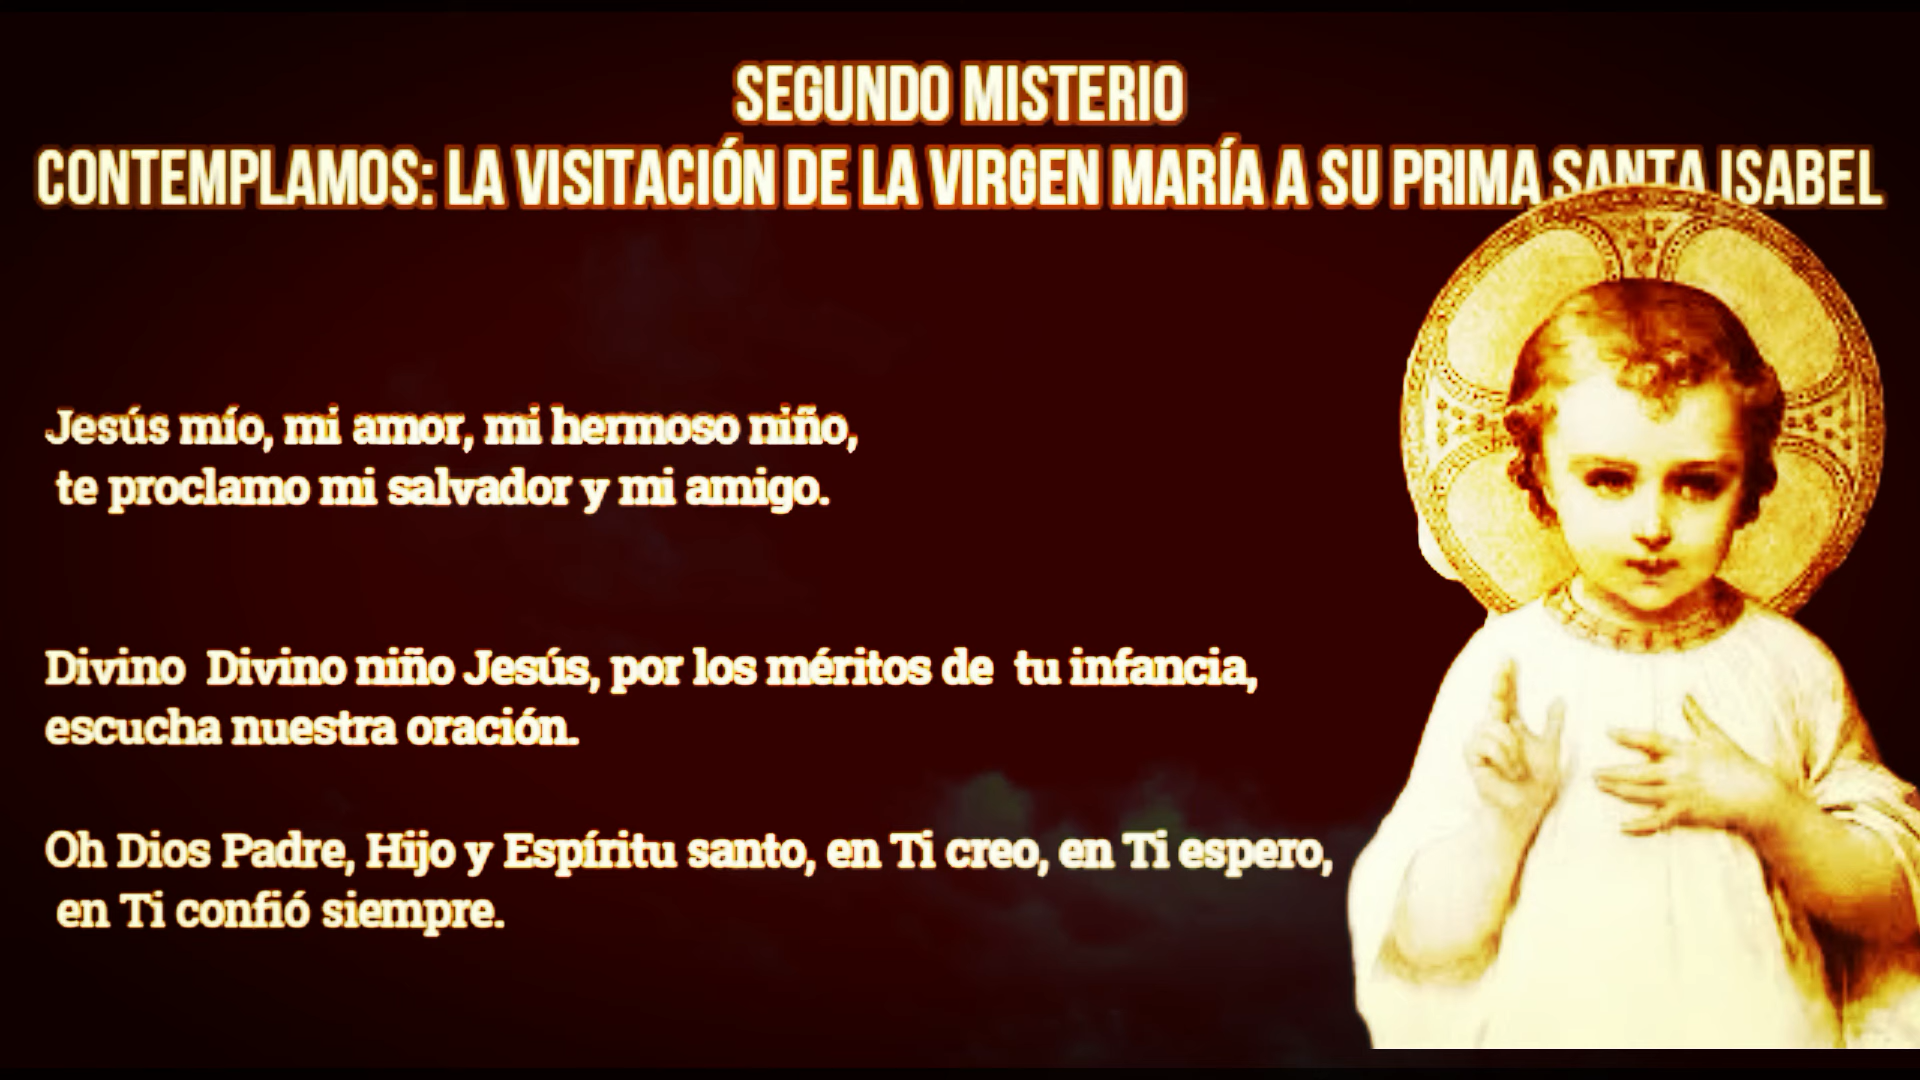 SEGUNDO MISTERIO
CONTEMPLAMOS: LA VISITACIÓN DE LA VIRGEN MARÍA A SU PRIMA SANTA ISABEL
Jesús mío, mi amor, mi hermoso niño,
te proclamo mi salvador y mi amigo.
Divino Divino niño Jesús, por los méritos de tu infancia,
escucha nuestra oración.
Oh Dios Padre, Hijo y Espíritu santo, en Ti creo, en Ti espero,
en Ti confió siempre.